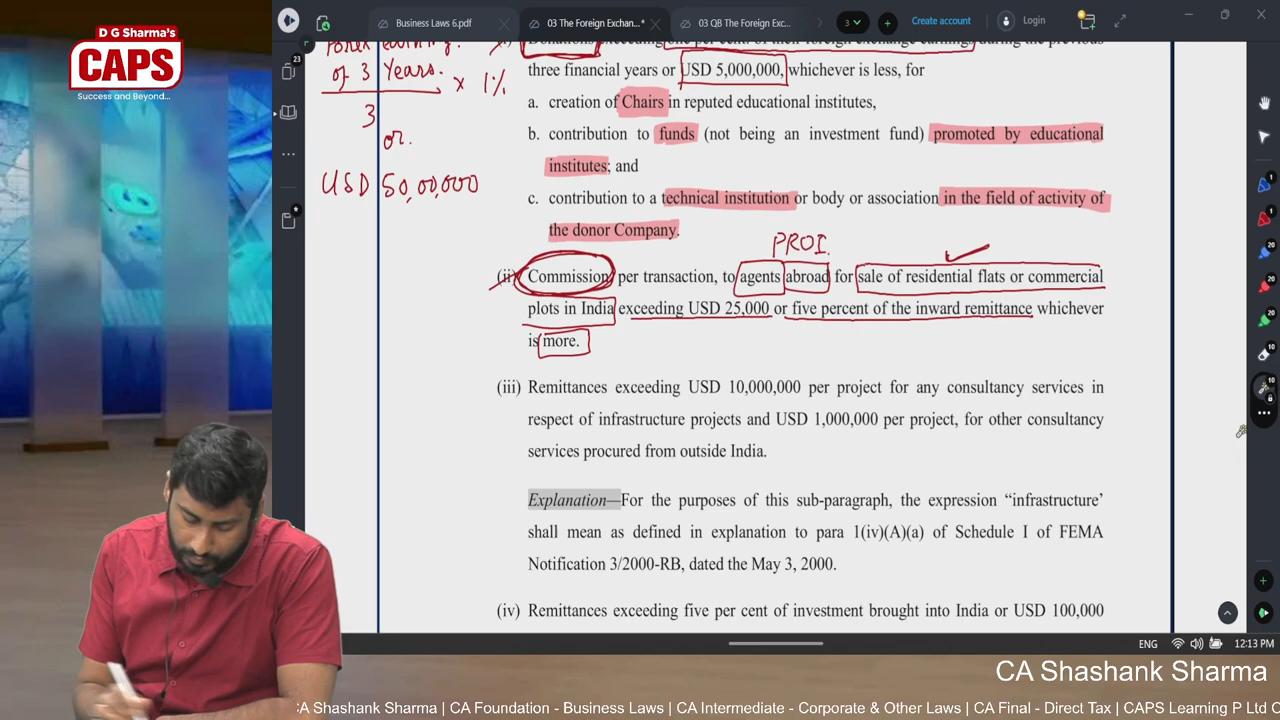 D G Sharma's
CAPS
Success and Beyond...
Business Laws 6.pdf
03 The Foreign Exchan...*
03 QB The Foreign Exc...
3
Create account
Login
23
of 3 Years.
x 1%
3
or.
USD 50,00,000
three financial years or USD 5,000,000, whichever is less, for
a. creation of Chairs in reputed educational institutes,
b. contribution to funds (not being an investment fund) promoted by educational
institutes; and
c. contribution to a technical institution or body or association in the field of activity of
the donor Company.
PROI.
(ii) Commission per transaction, to agents abroad for sale of residential flats or commercial
plots in India exceeding USD 25,000 or five percent of the inward remittance whichever
is more.
(iii) Remittances exceeding USD 10,000,000 per project for any consultancy services in
respect of infrastructure projects and USD 1,000,000 per project, for other consultancy
services procured from outside India.
Explanation—For the purposes of this sub-paragraph, the expression “infrastructure’
shall mean as defined in explanation to para 1(iv)(A)(a) of Schedule I of FEMA
Notification 3/2000-RB, dated the May 3, 2000.
(iv) Remittances exceeding five per cent of investment brought into India or USD 100,000
1
1
20
20
20
10
10
ENG
12:13 PM
CA Shashank Sharma
CA Shashank Sharma | CA Foundation - Business Laws | CA Intermediate - Corporate & Other Laws | CA Final - Direct Tax | CAPS Learning P Ltd